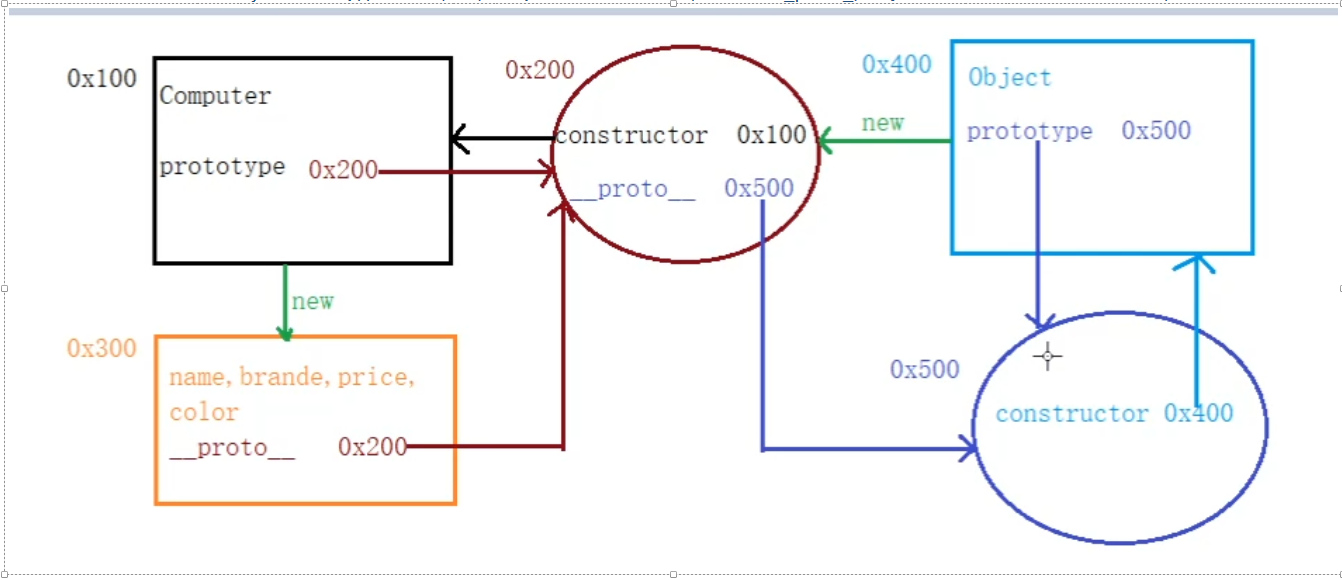 0x100
Computer
prototype 0x200
new
0x300
name,brande,price,
color
__proto__ 0x200
0x200
constructor 0x100
__proto__ 0x500
new
0x400
Object
prototype 0x500
0x500
constructor 0x400